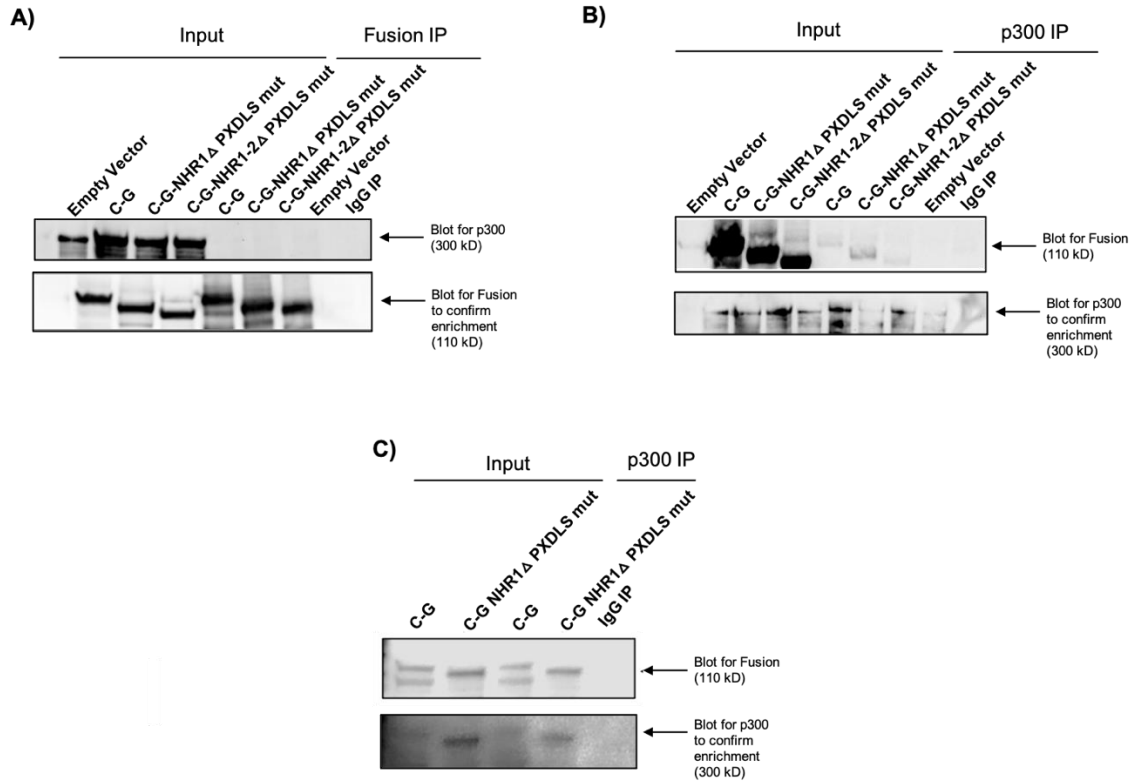 A)
Input
Fusion IP
Empty Vector
C-G
C-G-NHR1Δ PXDLS mut
C-G-NHR1-2Δ PXDLS mut
C-G
C-G-NHR1Δ PXDLS mut
C-G-NHR1-2Δ PXDLS mut
Empty Vector
IgG IP
Blot for p300
(300 kD)
Blot for Fusion
to confirm
enrichment
(110 kD)
B)
Input
p300 IP
Empty Vector
C-G
C-G-NHR1Δ PXDLS mut
C-G-NHR1-2Δ PXDLS mut
C-G
C-G-NHR1Δ PXDLS mut
C-G-NHR1-2Δ PXDLS mut
Empty Vector
IgG IP
Blot for Fusion
(110 kD)
Blot for p300
to confirm
enrichment
(300 kD)
C)
Input
p300 IP
C-G
C-G NHR1Δ PXDLS mut
C-G
C-G NHR1Δ PXDLS mut
IgG IP
Blot for Fusion
(110 kD)
Blot for p300
to confirm
enrichment
(300 kD)